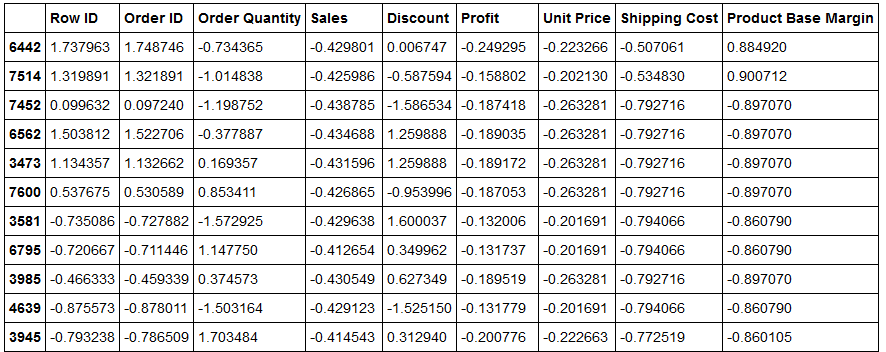 Row ID Order ID Order Quantity Sales Discount Profit Unit Price Shipping Cost Product Base Margin
6442 1.737963 1.748746 -0.734365 -0.429801 0.006747 -0.249295 -0.223266 -0.507061 0.884920
7514 1.319891 1.321891 -1.014838 -0.425986 -0.587594 -0.158802 -0.202130 -0.534830 0.900712
7452 0.099632 0.097240 -1.198752 -0.438785 -1.586534 -0.187418 -0.263281 -0.792716 -0.897070
6562 1.503812 1.522706 -0.377887 -0.434688 1.259888 -0.189035 -0.263281 -0.792716 -0.897070
3473 1.134357 1.132662 0.169357 -0.431596 1.259888 -0.189172 -0.263281 -0.792716 -0.897070
7600 0.537675 0.530589 0.853411 -0.426865 -0.953996 -0.187053 -0.263281 -0.792716 -0.897070
3581 -0.735086 -0.727882 -1.572925 -0.429638 1.600037 -0.132006 -0.201691 -0.794066 -0.860790
6795 -0.720667 -0.711446 1.147750 -0.412654 0.349962 -0.131737 -0.201691 -0.794066 -0.860790
3985 -0.466333 -0.459339 0.374573 -0.430549 0.627349 -0.189519 -0.263281 -0.792716 -0.897070
4639 -0.875573 -0.878011 -1.503164 -0.429123 -1.525150 -0.131779 -0.201691 -0.794066 -0.860790
3945 -0.793238 -0.786509 1.703484 -0.414543 0.312940 -0.200776 -0.222663 -0.772519 -0.860105